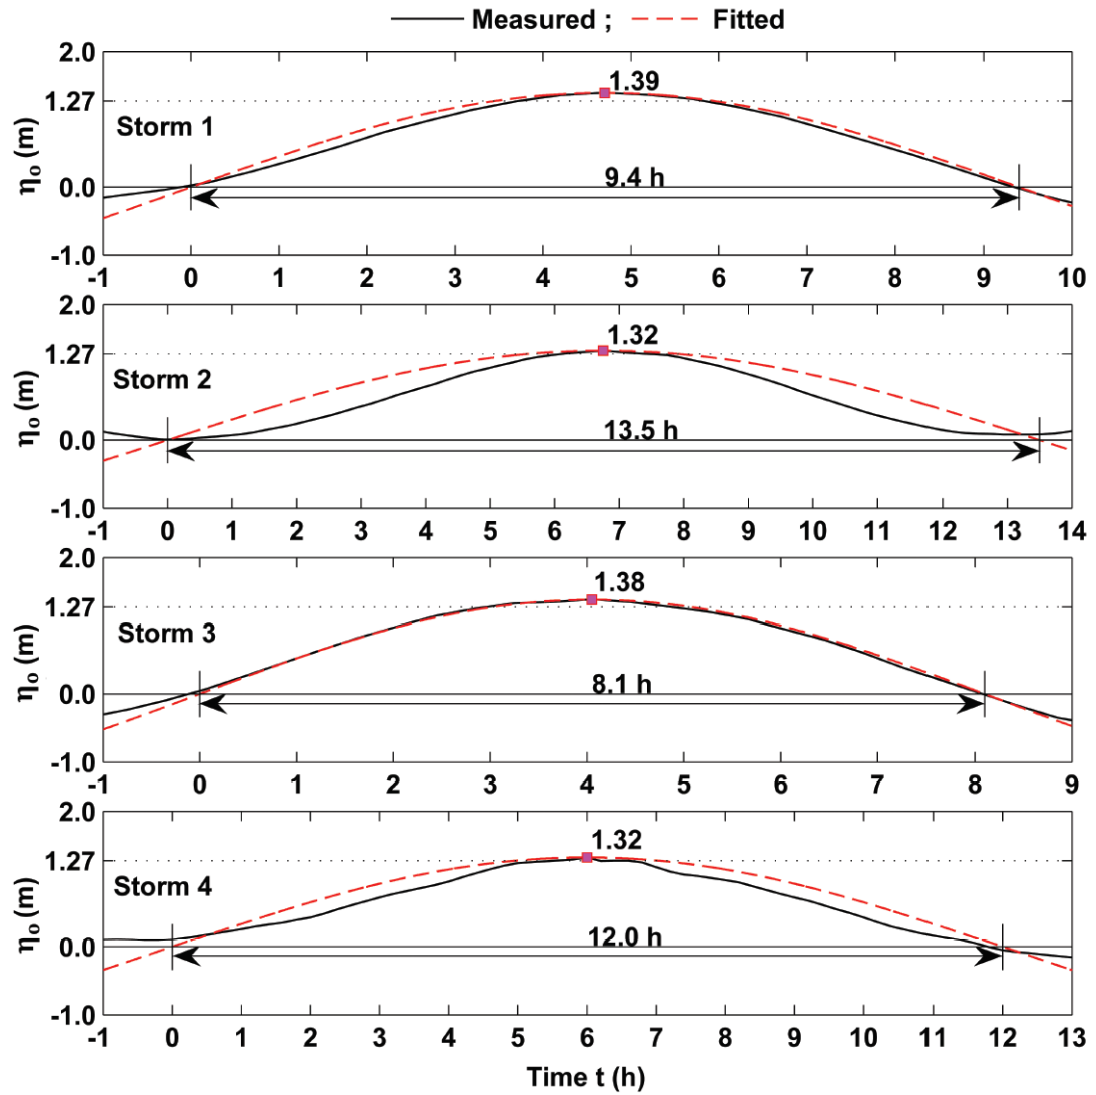 Measured ; Fitted
2.0
1.39
1.27
Storm 1
ηo (m)
9.4 h
0.0
-1.0
-1 0 1 2 3 4 5 6 7 8 9 10
2.0
1.32
1.27
Storm 2
ηo (m)
13.5 h
0.0
-1.0
-1 0 1 2 3 4 5 6 7 8 9 10 11 12 13 14
2.0
1.38
1.27
Storm 3
ηo (m)
8.1 h
0.0
-1.0
-1 0 1 2 3 4 5 6 7 8 9
2.0
1.32
1.27
Storm 4
ηo (m)
12.0 h
0.0
-1.0
-1 0 1 2 3 4 5 6 7 8 9 10 11 12 13
Time t (h)